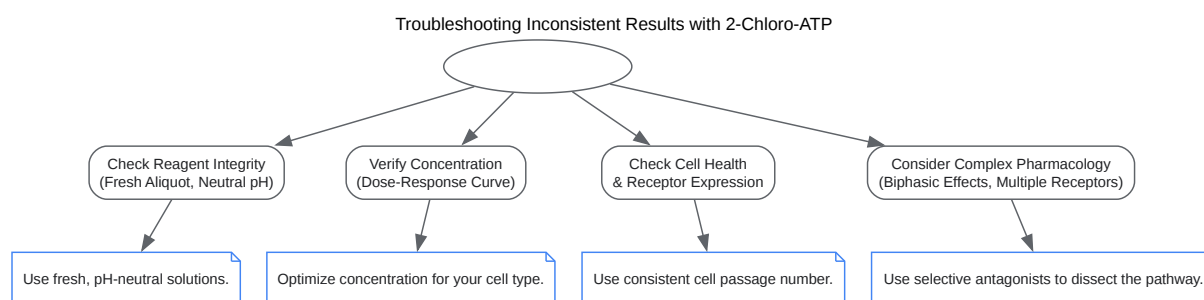 Troubleshooting Inconsistent Results with 2-Chloro-ATP
Check Reagent Integrity
(Fresh Aliquot, Neutral pH)
Verify Concentration
(Dose-Response Curve)
Check Cell Health
& Receptor Expression
Consider Complex Pharmacology
(Biphasic Effects, Multiple Receptors)
Use fresh, pH-neutral solutions.
Optimize concentration for your cell type.
Use consistent cell passage number.
Use selective antagonists to dissect the pathway.